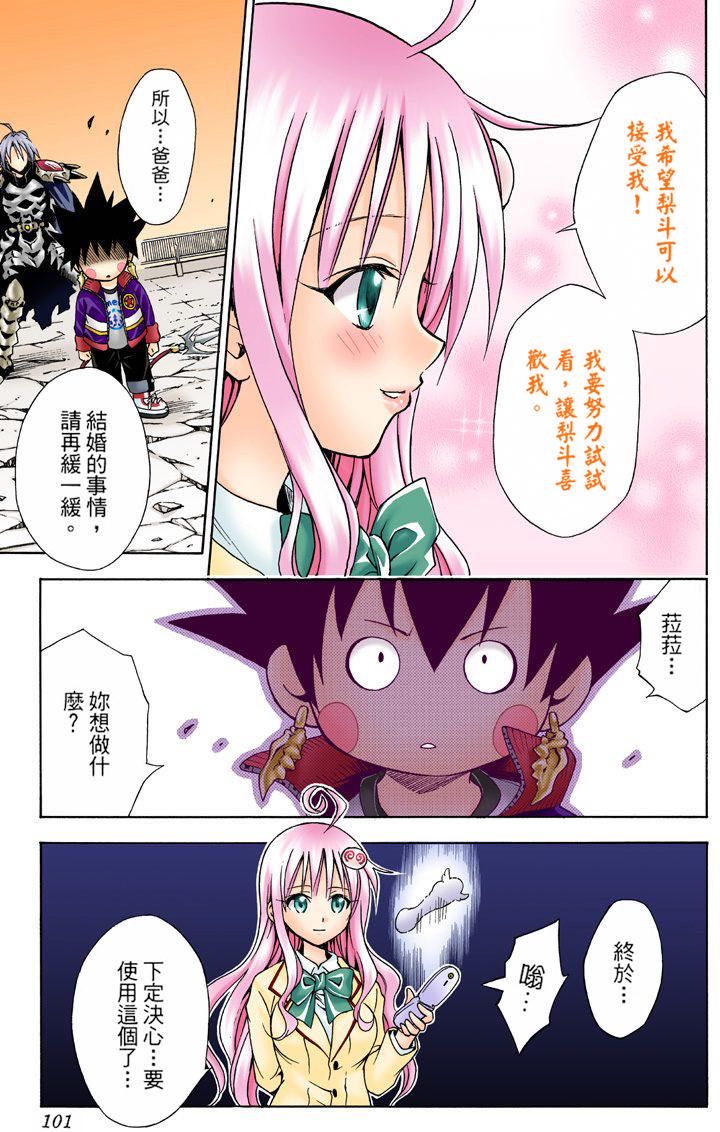 我希望梨斗可以
接受我！
我要努力試試
看，讓梨斗喜
歡我。
所以…爸爸…
結婚的事情，
請再緩一緩。
菈菈…
妳想做什
麼？
終於…
嗡…
下定決心…要
使用這個了…
101